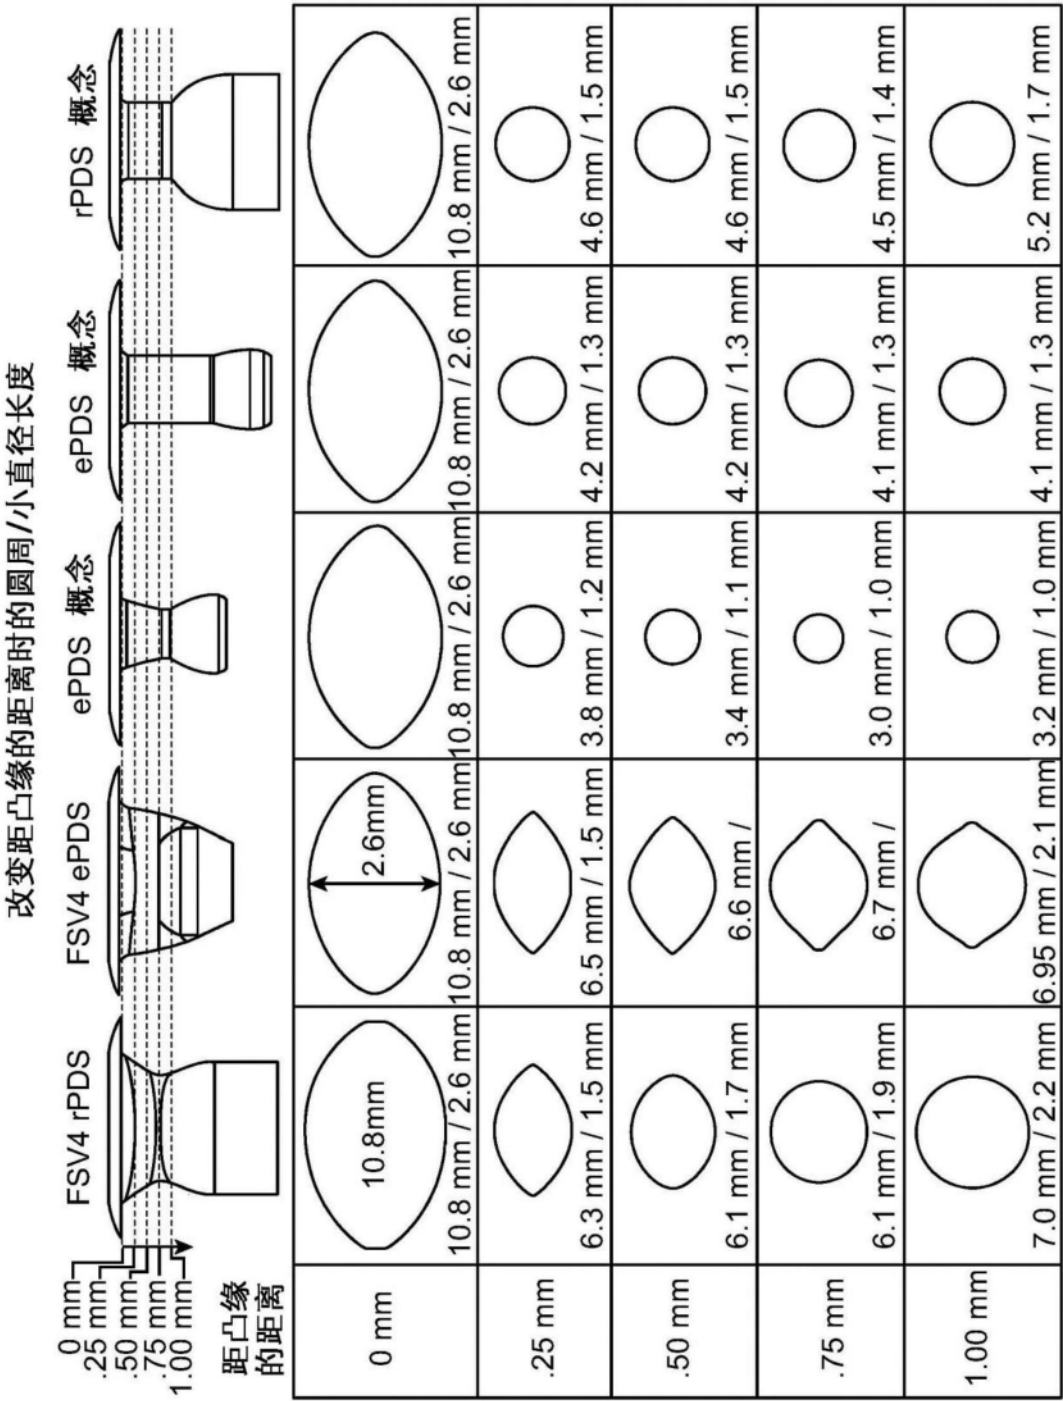 改变距凸缘的距离时的圆周/小直径长度
FSV4 rPDS
FSV4 ePDS
ePDS 概念
ePDS 概念
rPDS 概念
0 mm
.25 mm
.50 mm
.75 mm
1.00 mm
距凸缘
的距离
0 mm
10.8mm
10.8 mm / 2.6 mm
2.6mm
10.8 mm / 2.6 mm
10.8 mm / 2.6 mm
10.8 mm / 2.6 mm
10.8 mm / 2.6 mm
.25 mm
6.3 mm / 1.5 mm
6.5 mm / 1.5 mm
3.8 mm / 1.2 mm
4.2 mm / 1.3 mm
4.6 mm / 1.5 mm
.50 mm
6.1 mm / 1.7 mm
6.6 mm /
3.4 mm / 1.1 mm
4.2 mm / 1.3 mm
4.6 mm / 1.5 mm
.75 mm
6.1 mm / 1.9 mm
6.7 mm /
3.0 mm / 1.0 mm
4.1 mm / 1.3 mm
4.5 mm / 1.4 mm
1.00 mm
7.0 mm / 2.2 mm
6.95 mm / 2.1 mm
3.2 mm / 1.0 mm
4.1 mm / 1.3 mm
5.2 mm / 1.7 mm